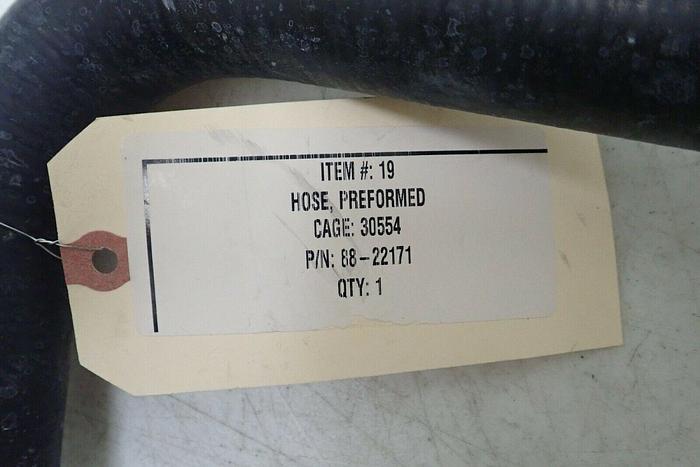 ITEM #: 19
HOSE, PREFORMED
CAGE: 30554
P/N: 88-22171
QTY: 1